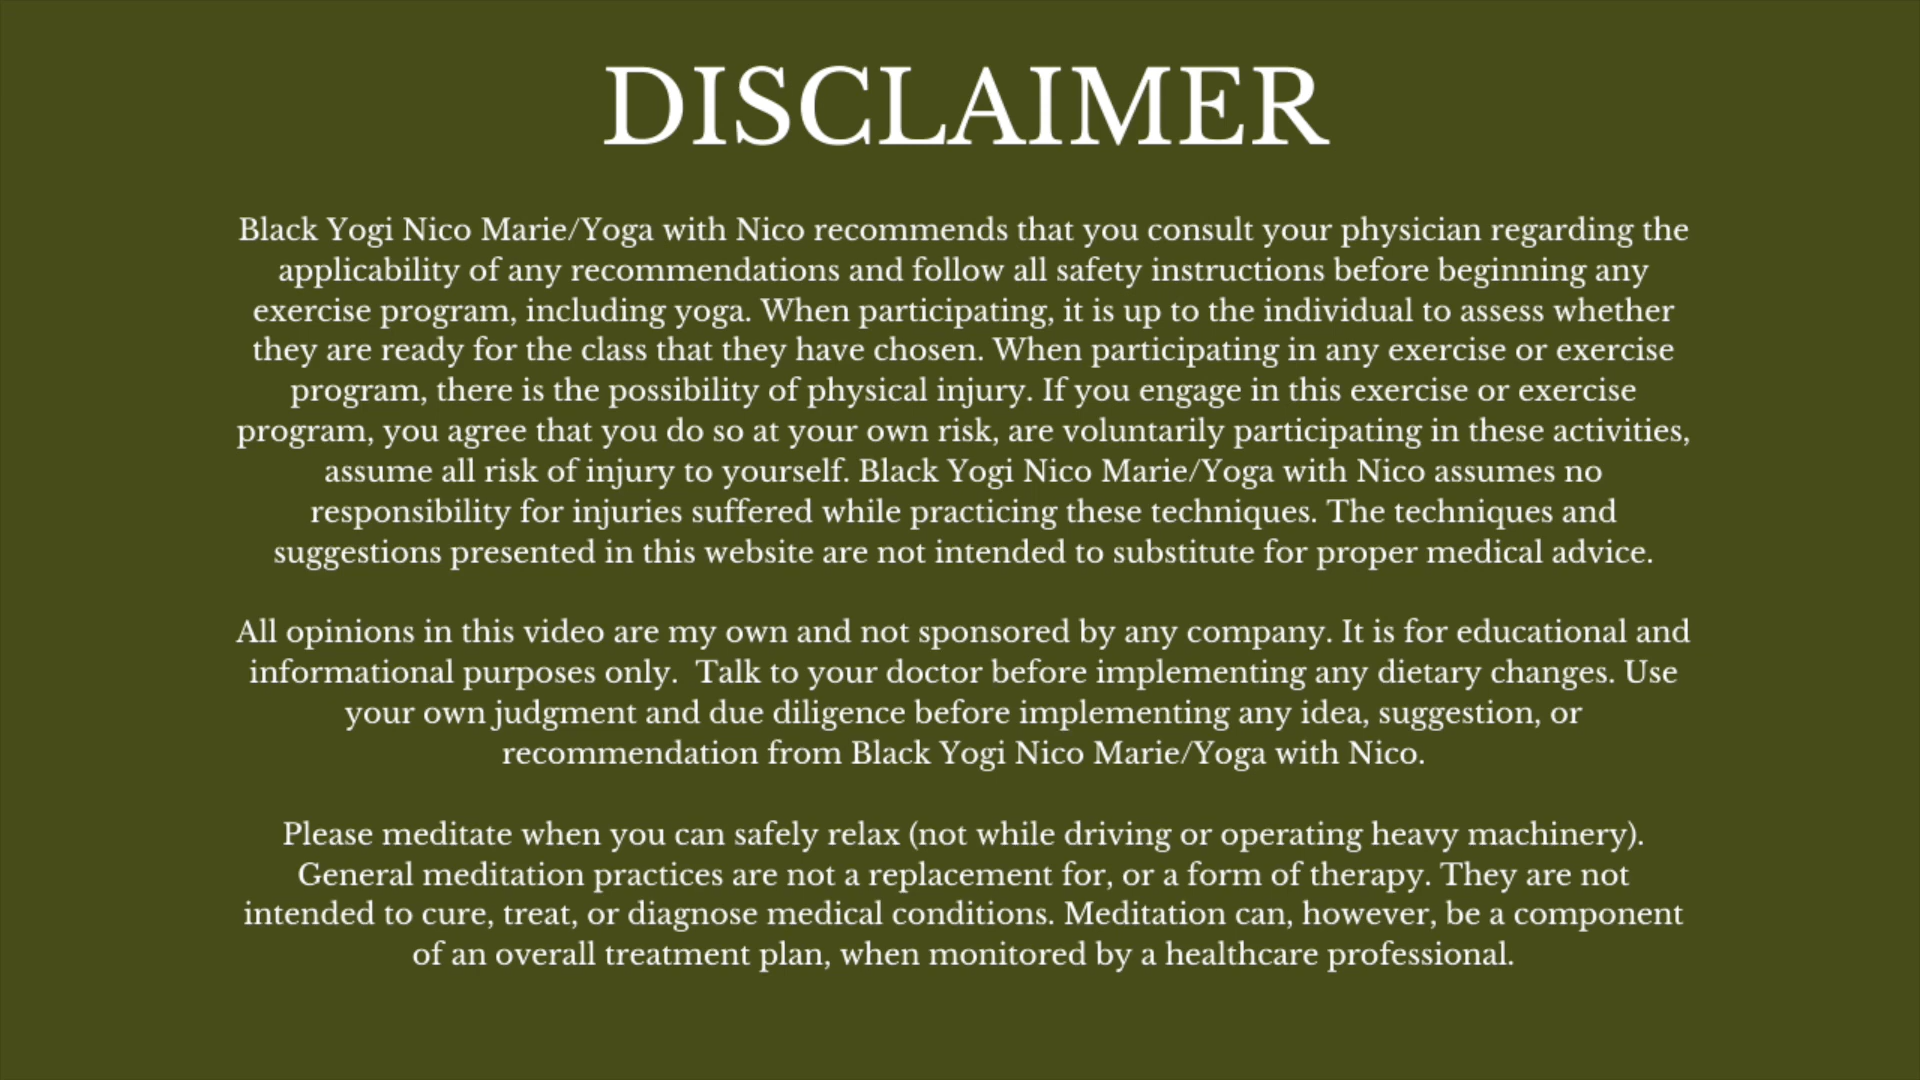 DISCLAIMER
Black Yogi Nico Marie/Yoga with Nico recommends that you consult your physician regarding the
applicability of any recommendations and follow all safety instructions before beginning any
exercise program, including yoga. When participating, it is up to the individual to assess whether
they are ready for the class that they have chosen. When participating in any exercise or exercise
program, there is the possibility of physical injury. If you engage in this exercise or exercise
program, you agree that you do so at your own risk, are voluntarily participating in these activities,
assume all risk of injury to yourself. Black Yogi Nico Marie/Yoga with Nico assumes no
responsibility for injuries suffered while practicing these techniques. The techniques and
suggestions presented in this website are not intended to substitute for proper medical advice.
All opinions in this video are my own and not sponsored by any company. It is for educational and
informational purposes only.  Talk to your doctor before implementing any dietary changes. Use
your own judgment and due diligence before implementing any idea, suggestion, or
recommendation from Black Yogi Nico Marie/Yoga with Nico.
Please meditate when you can safely relax (not while driving or operating heavy machinery).
General meditation practices are not a replacement for, or a form of therapy. They are not
intended to cure, treat, or diagnose medical conditions. Meditation can, however, be a component
of an overall treatment plan, when monitored by a healthcare professional.